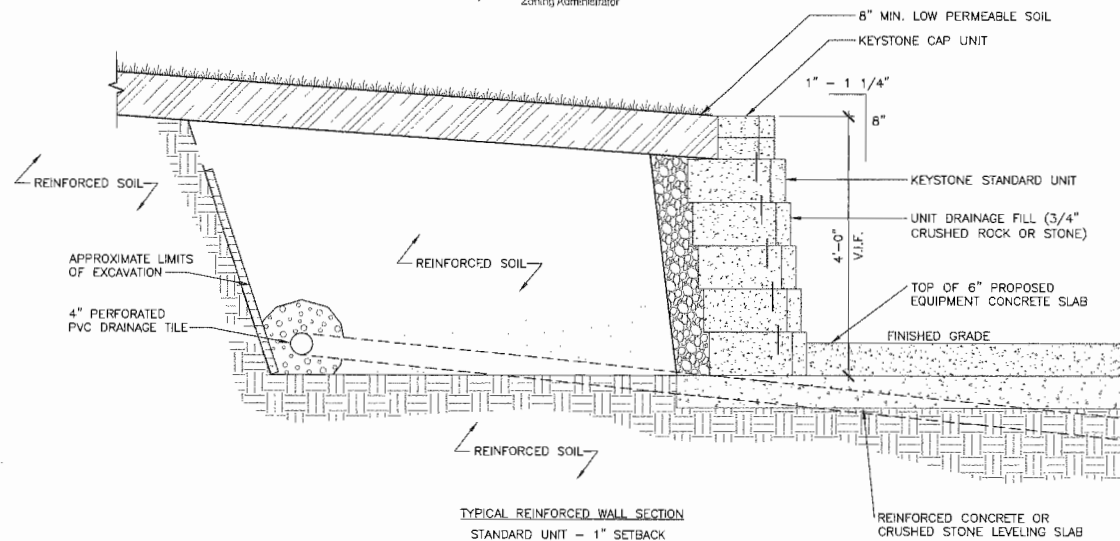 Zoning Administrator
8" MIN. LOW PERMEABLE SOIL
KEYSTONE CAP UNIT
1" - 1 1/4"
8"
REINFORCED SOIL
KEYSTONE STANDARD UNIT
UNIT DRAINAGE FILL (3/4"
CRUSHED ROCK OR STONE)
4'-0"
V.I.F.
APPROXIMATE LIMITS
OF EXCAVATION
REINFORCED SOIL
4" PERFORATED
PVC DRAINAGE TILE
TOP OF 6" PROPOSED
EQUIPMENT CONCRETE SLAB
FINISHED GRADE
REINFORCED SOIL
TYPICAL REINFORCED WALL SECTION
STANDARD UNIT - 1" SETBACK
REINFORCED CONCRETE OR
CRUSHED STONE LEVELING SLAB